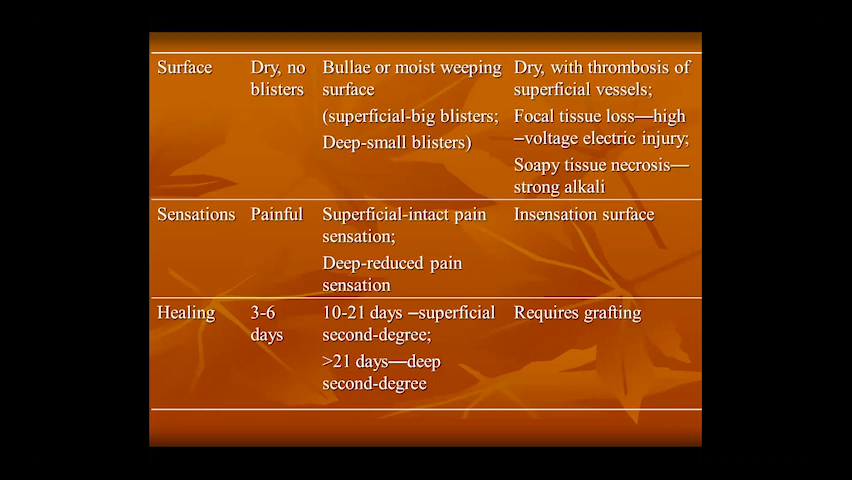 Surface
Dry, no
blisters
Bullae or moist weeping
surface
(superficial-big blisters;
Deep-small blisters)
Dry, with thrombosis of
superficial vessels;
Focal tissue loss—high
–voltage electric injury;
Soapy tissue necrosis—
strong alkali
Sensations
Painful
Superficial-intact pain
sensation;
Deep-reduced pain
sensation
Insensation surface
Healing
3-6
days
10-21 days –superficial
second-degree;
>21 days—deep
second-degree
Requires grafting